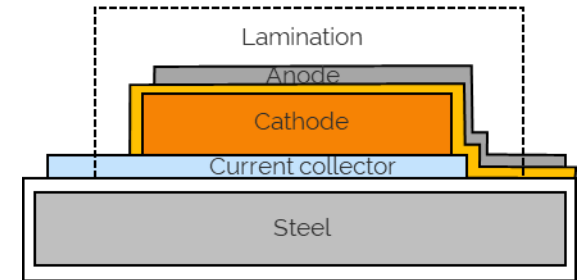 Lamination
Anode
Cathode
Current collector
Steel